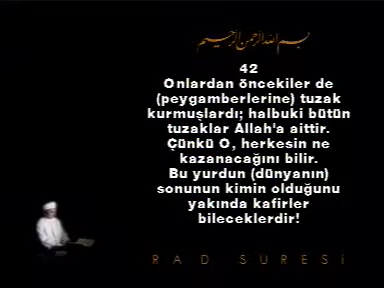 بسم الله الرحمن الرحيم
42
Onlardan öncekiler de
(peygamberlerine) tuzak
kurmuşlardı; halbuki bütün
tuzaklar Allah'a aittir.
Çünkü O, herkesin ne
kazanacağını bilir.
Bu yurdun (dünyanın)
sonunun kimin olduğunu
yakında kafirler
bileceklerdir!
RAD SURESİ